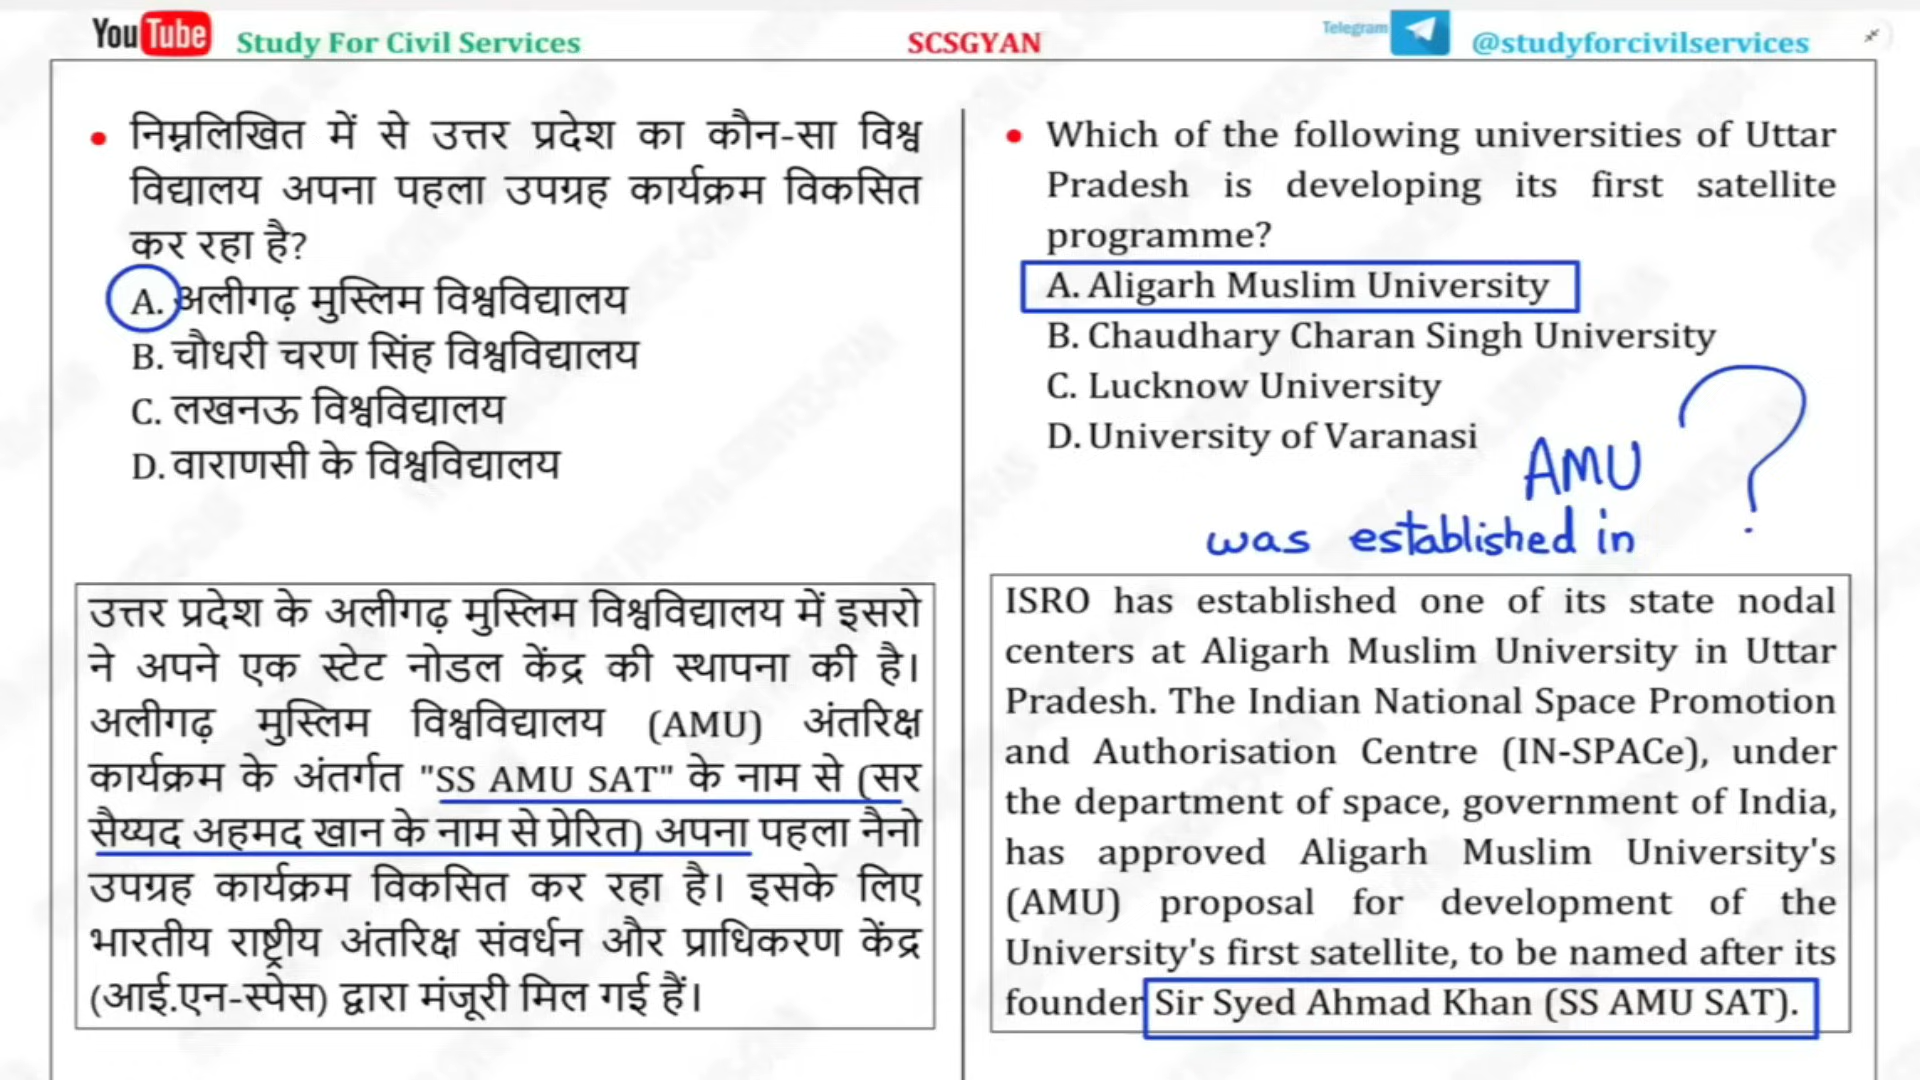 YouTube Study For Civil Services SCSGYAN Telegram @studyforcivilservices
• निम्नलिखित में से उत्तर प्रदेश का कौन-सा विश्व
विद्यालय अपना पहला उपग्रह कार्यक्रम विकसित
कर रहा है?
A. अलीगढ़ मुस्लिम विश्वविद्यालय
B. चौधरी चरण सिंह विश्वविद्यालय
C. लखनऊ विश्वविद्यालय
D. वाराणसी के विश्वविद्यालय
उत्तर प्रदेश के अलीगढ़ मुस्लिम विश्वविद्यालय में इसरो
ने अपने एक स्टेट नोडल केंद्र की स्थापना की है।
अलीगढ़ मुस्लिम विश्वविद्यालय (AMU) अंतरिक्ष
कार्यक्रम के अंतर्गत "SS AMU SAT" के नाम से (सर
सैय्यद अहमद खान के नाम से प्रेरित) अपना पहला नैनो
उपग्रह कार्यक्रम विकसित कर रहा है। इसके लिए
भारतीय राष्ट्रीय अंतरिक्ष संवर्धन और प्राधिकरण केंद्र
(आई.एन-स्पेस) द्वारा मंजूरी मिल गई हैं।
• Which of the following universities of Uttar
Pradesh is developing its first satellite
programme?
A. Aligarh Muslim University
B. Chaudhary Charan Singh University
C. Lucknow University
D. University of Varanasi
AMU ?
was established in
ISRO has established one of its state nodal
centers at Aligarh Muslim University in Uttar
Pradesh. The Indian National Space Promotion
and Authorisation Centre (IN-SPACe), under
the department of space, government of India,
has approved Aligarh Muslim University's
(AMU) proposal for development of the
University's first satellite, to be named after its
founder Sir Syed Ahmad Khan (SS AMU SAT).